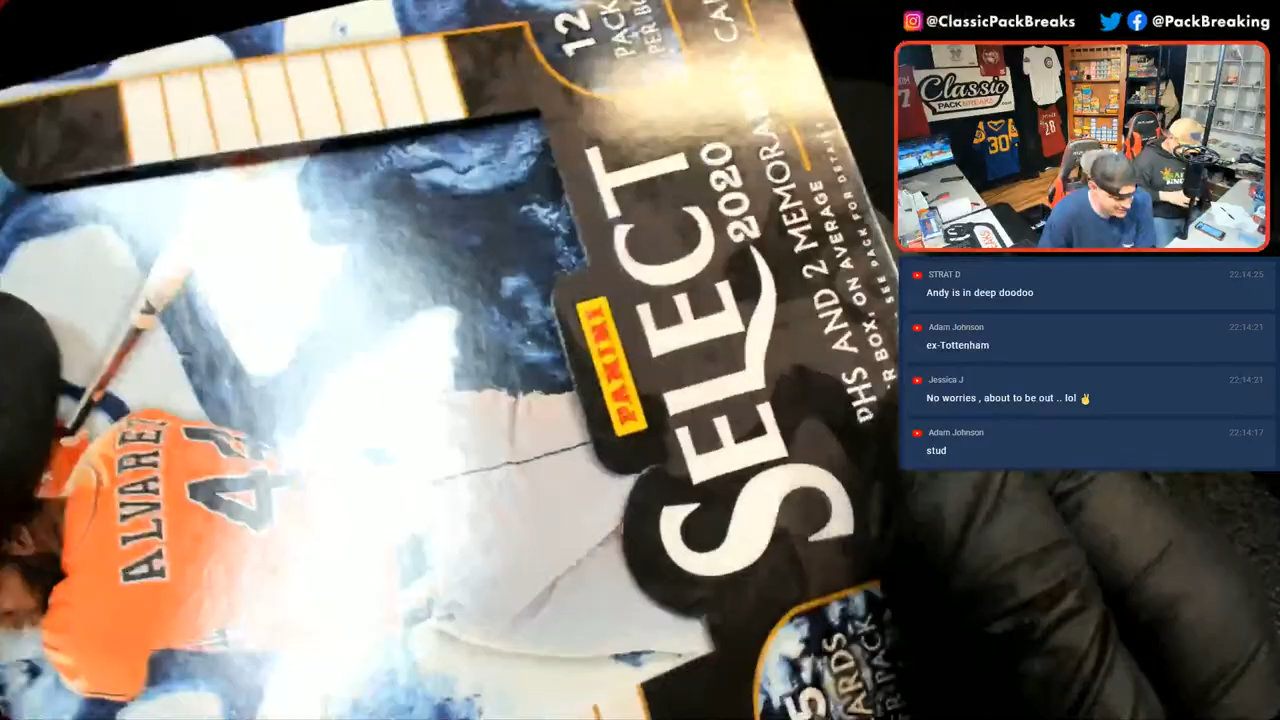 @ClassicPackBreaks
@PackBreaking
Classic
PACK BREAKS
30
28
STRAT D
22:14:25
Andy is in deep doodoo
Adam Johnson
22:14:21
ex-Tottenham
Jessica J
22:14:21
No worries , about to be out .. lol ✌
Adam Johnson
22:14:17
stud
12
PACK
PER BO
CA
SELECT
2020
PANINI
PHS AND 2 MEMORA
R BOX, ON AVERAGE
SEE PACK FOR DETAILS
5
ARDS
ER PACK
ALVAREZ
44